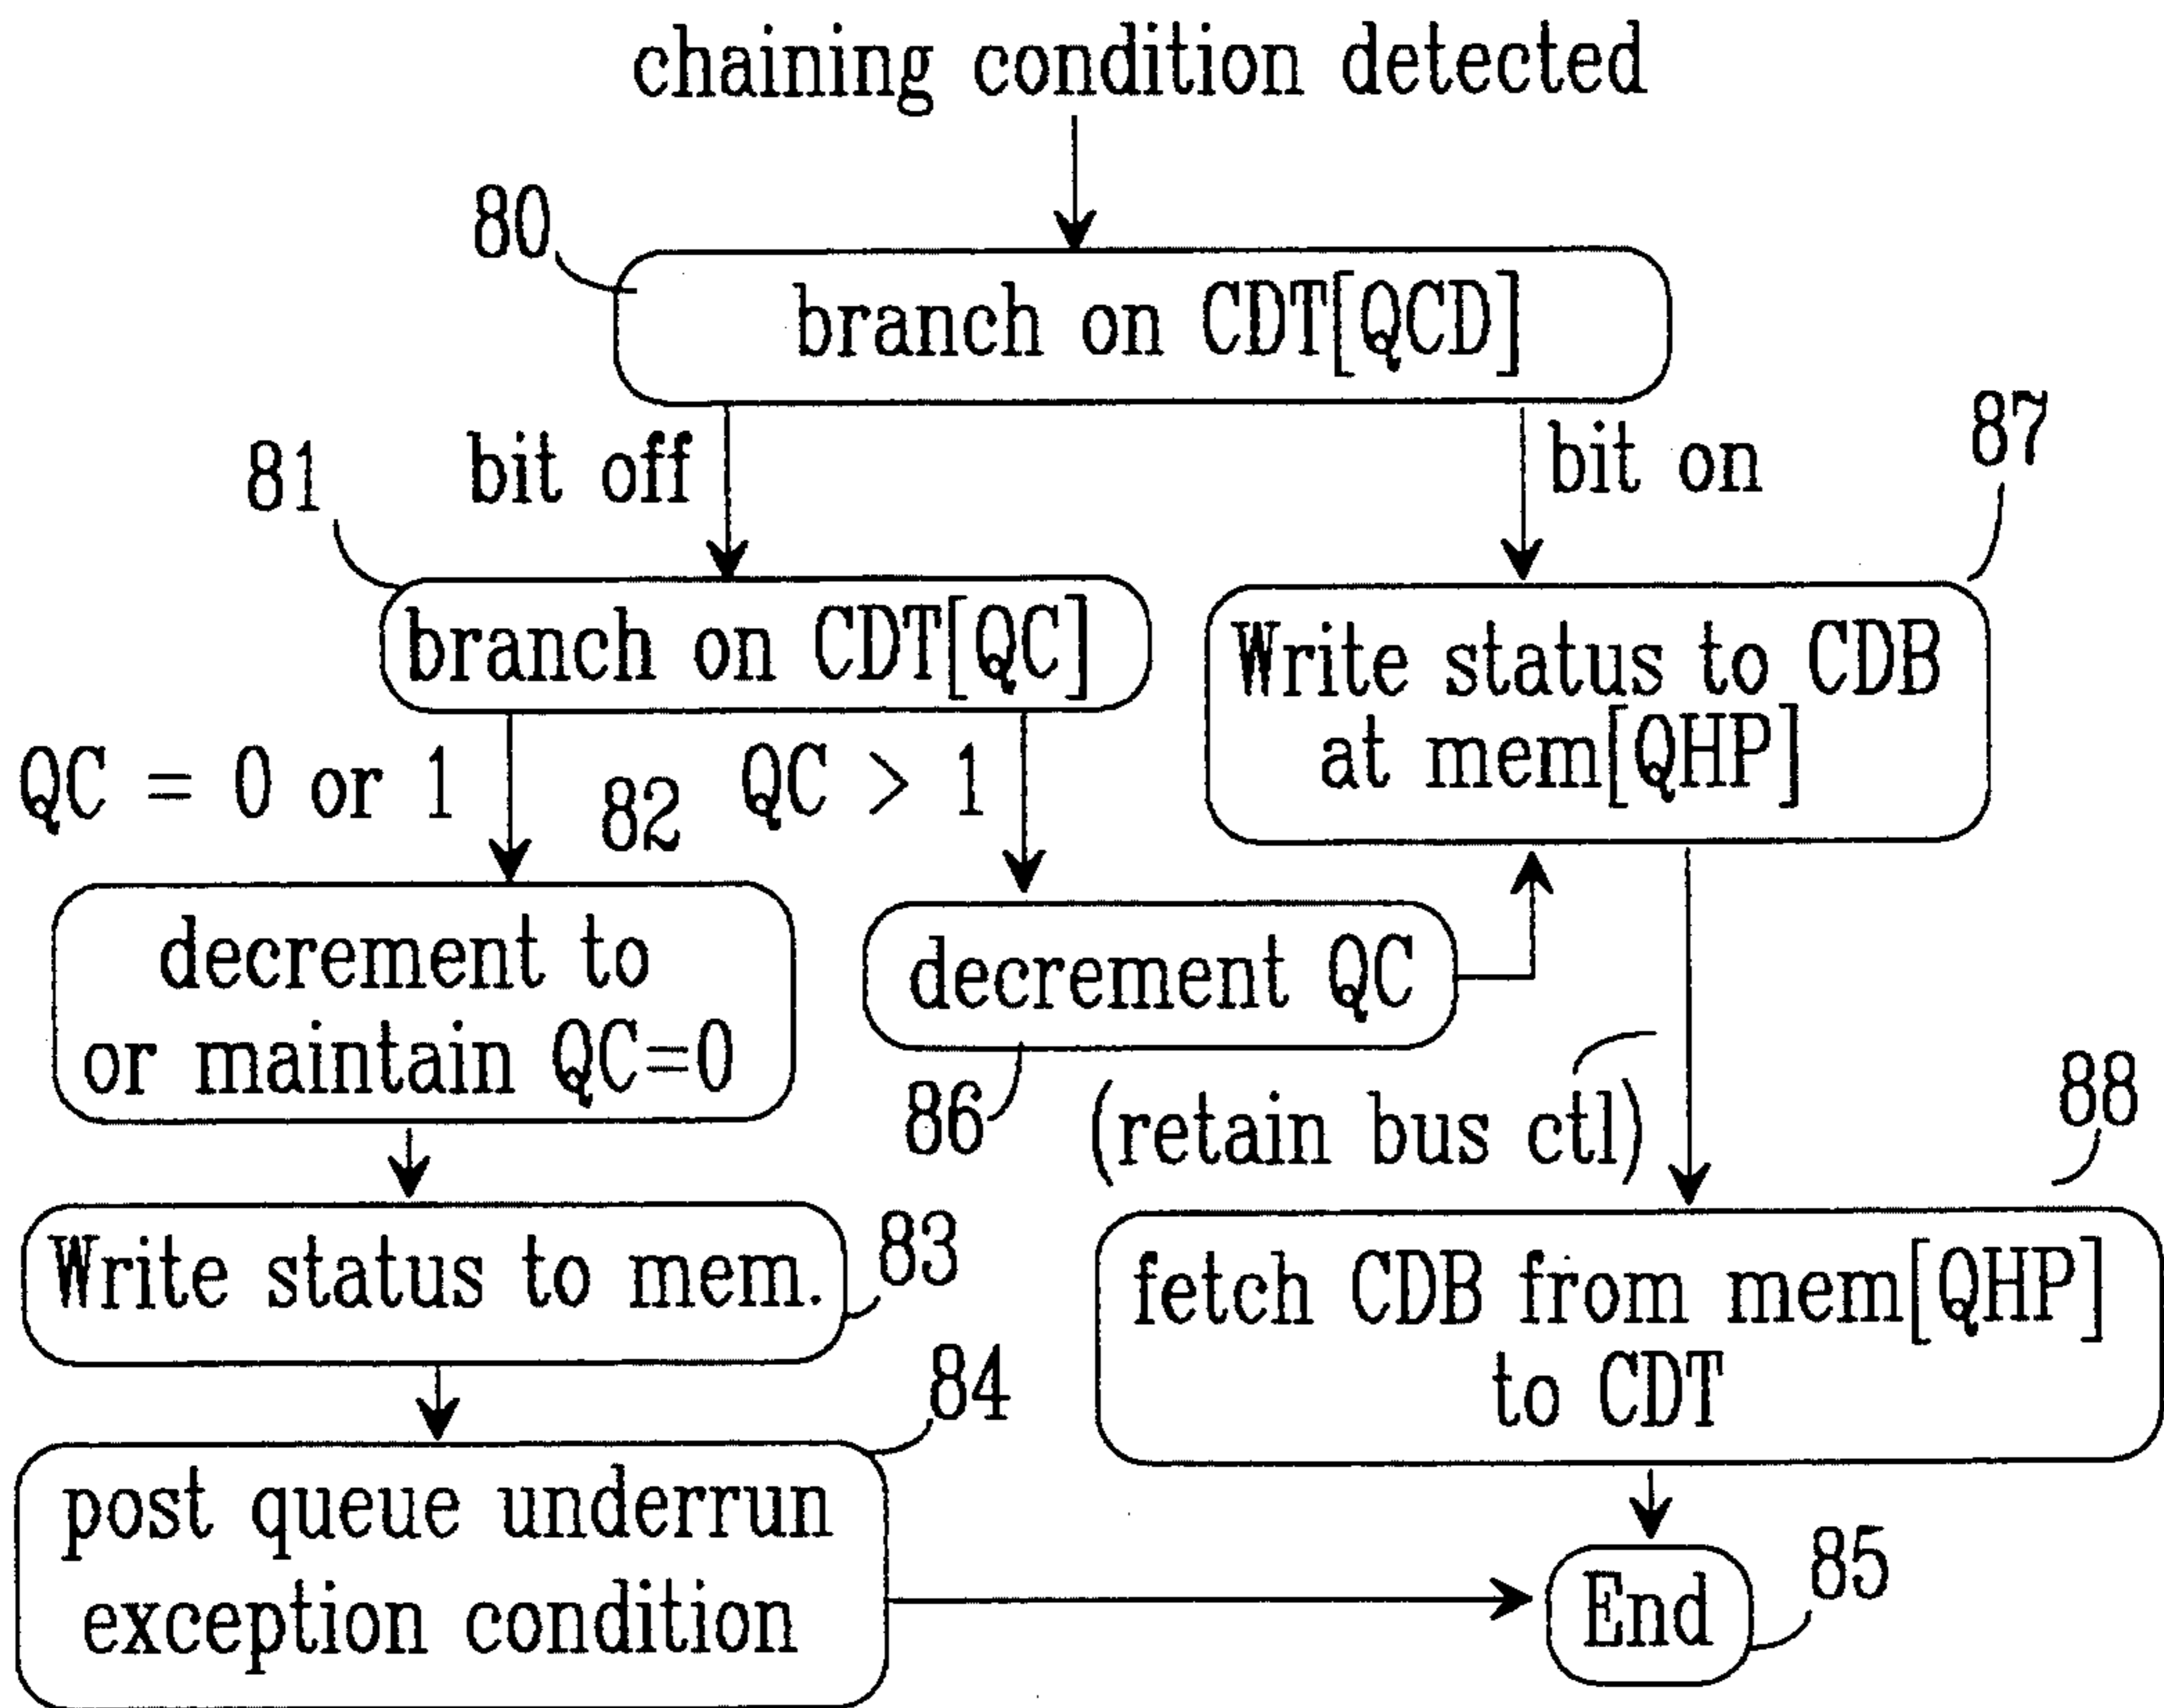 chaining condition detected
80
branch on CDT[QCD]
bit off
bit on
87
81
branch on CDT[QC]
Write status to CDB
at mem[QHP]
QC = 0 or 1
82
QC > 1
decrement to
or maintain QC=0
decrement QC
86
(retain bus ctl)
88
Write status to mem.
83
fetch CDB from mem[QHP]
to CDT
84
post queue underrun
exception condition
End
85